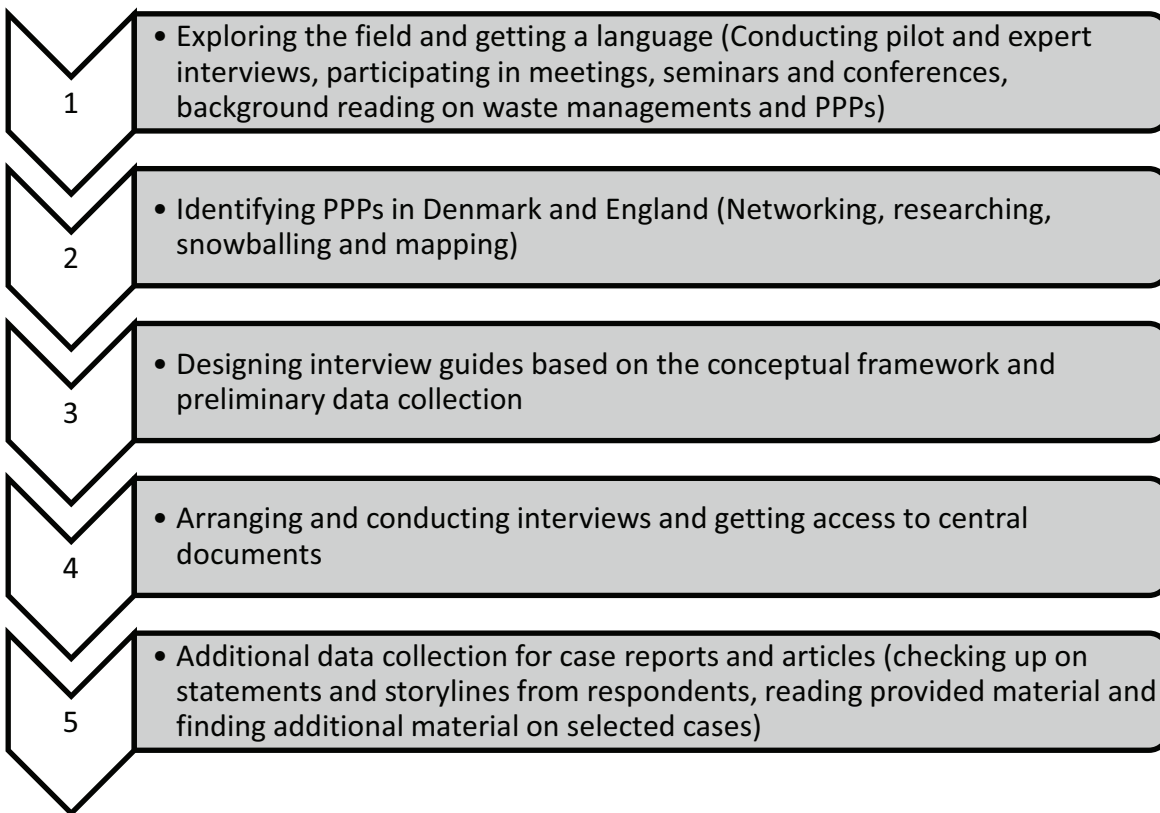 1
• Exploring the field and getting a language (Conducting pilot and expert
interviews, participating in meetings, seminars and conferences,
background reading on waste managements and PPPs)
2
• Identifying PPPs in Denmark and England (Networking, researching,
snowballing and mapping)
3
• Designing interview guides based on the conceptual framework and
preliminary data collection
4
• Arranging and conducting interviews and getting access to central
documents
5
• Additional data collection for case reports and articles (checking up on
statements and storylines from respondents, reading provided material and
finding additional material on selected cases)